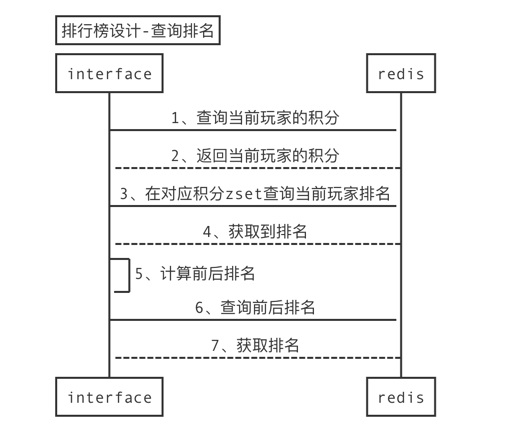 排行榜设计-查询排名
interface
redis
1、查询当前玩家的积分
2、返回当前玩家的积分
3、在对应积分zset查询当前玩家排名
4、获取到排名
5、计算前后排名
6、查询前后排名
7、获取排名
interface
redis